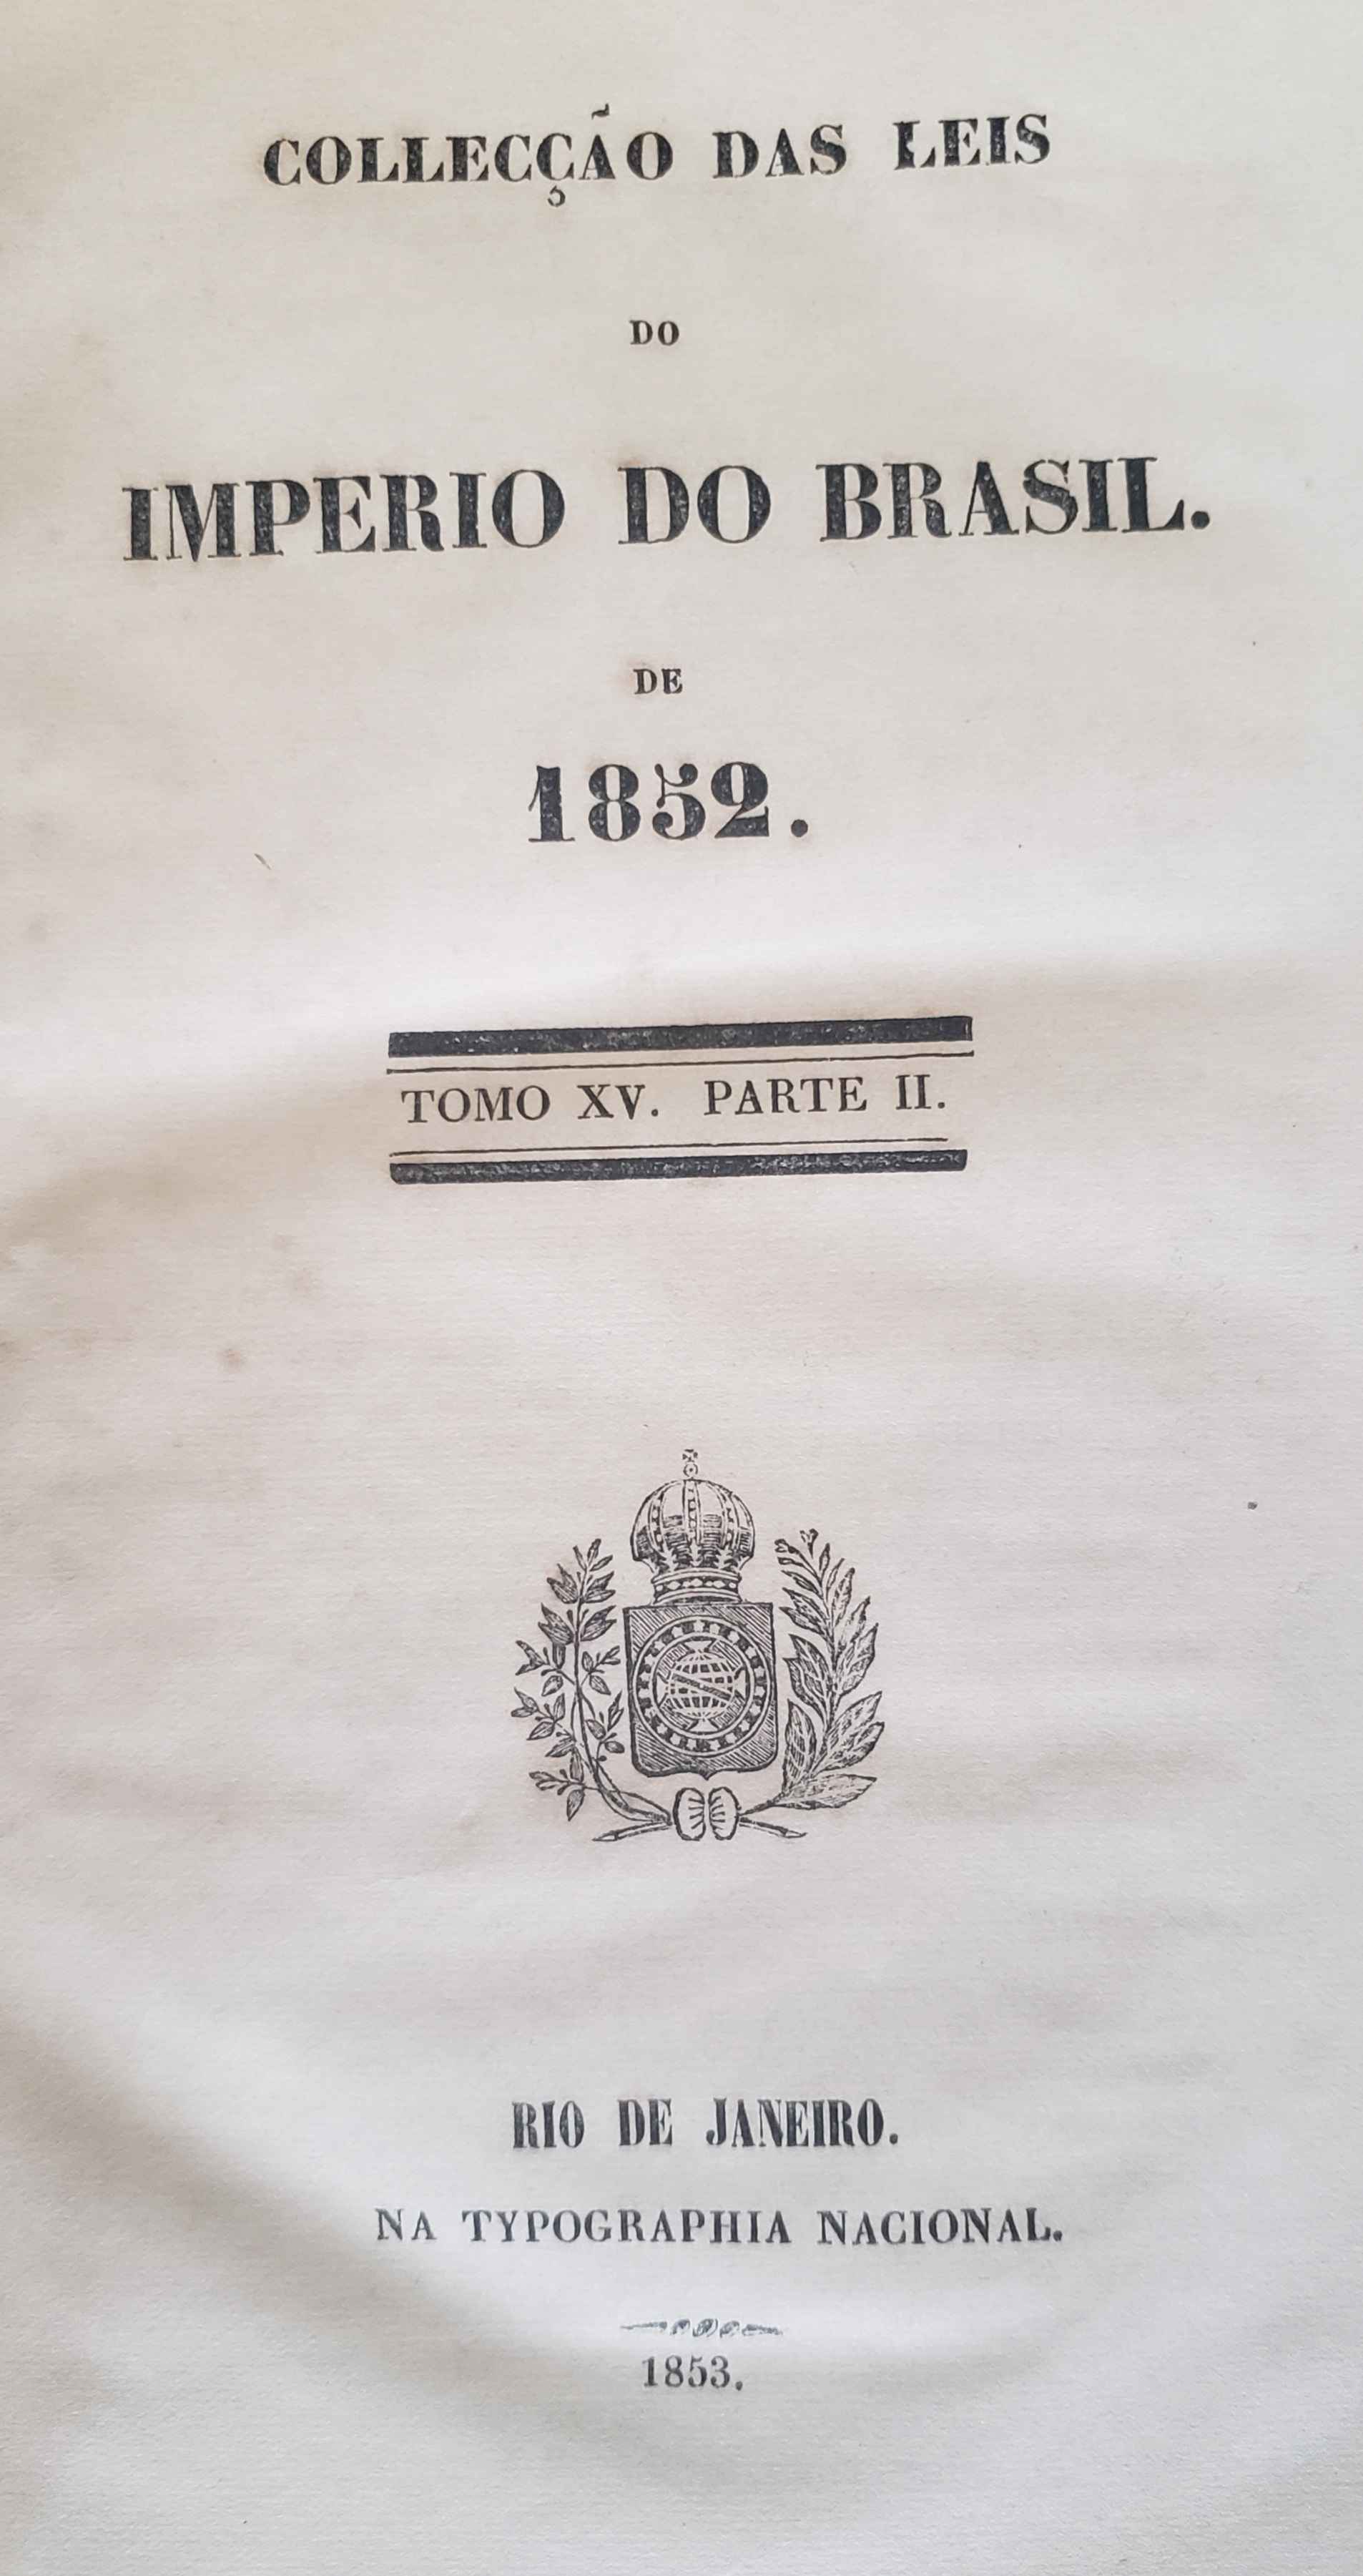 COLLECÇÃO DAS LEIS
DO
IMPERIO DO BRASIL.
DE
1852.
TOMO XV. PARTE II.
RIO DE JANEIRO.
NA TYPOGRAPHIA NACIONAL.
1853.